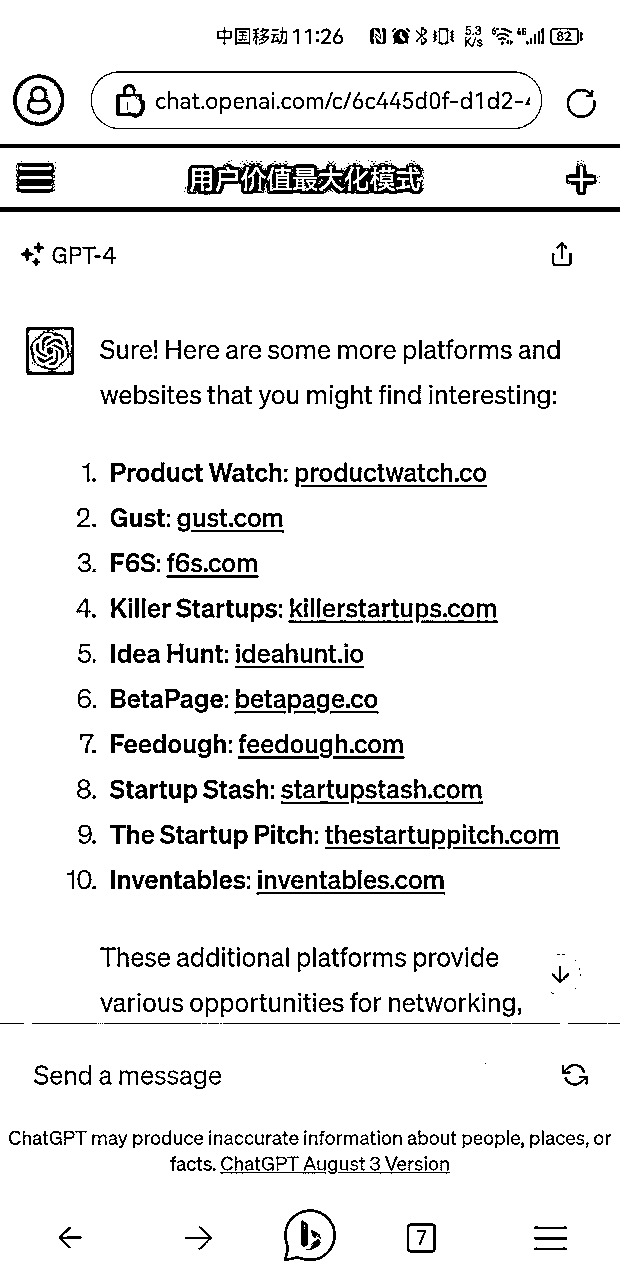 中国移动 11:26 5.3 K/s 4G 82
chat.openai.com/c/6c445d0f-d1d2-4
用户价值最大化模式
GPT-4
Sure! Here are some more platforms and
websites that you might find interesting:
1. Product Watch: productwatch.co
2. Gust: gust.com
3. F6S: f6s.com
4. Killer Startups: killerstartups.com
5. Idea Hunt: ideahunt.io
6. BetaPage: betapage.co
7. Feedough: feedough.com
8. Startup Stash: startupstash.com
9. The Startup Pitch: thestartuppitch.com
10. Inventables: inventables.com
These additional platforms provide
various opportunities for networking,
Send a message
ChatGPT may produce inaccurate information about people, places, or
facts. ChatGPT August 3 Version
7